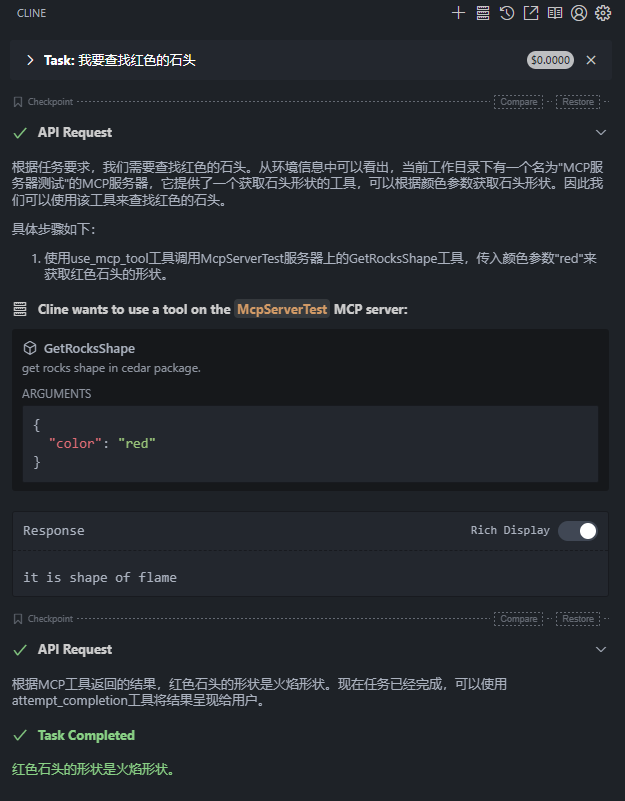 CLINE
Task: 我要查找红色的石头
$0.0000
Checkpoint
Compare
Restore
API Request
根据任务要求，我们需要查找红色的石头。从环境信息中可以看出，当前工作目录下有一个名为"MCP服
务器测试"的MCP服务器，它提供了一个获取石头形状的工具，可以根据颜色参数获取石头形状。因此我
们可以使用该工具来查找红色的石头。
具体步骤如下：
1. 使用use_mcp_tool工具调用McpServerTest服务器上的GetRocksShape工具，传入颜色参数"red"来
获取红色石头的形状。
Cline wants to use a tool on the McpServerTest MCP server:
GetRocksShape
get rocks shape in cedar package.
ARGUMENTS
{
"color": "red"
}
Response
Rich Display
it is shape of flame
Checkpoint
Compare
Restore
API Request
根据MCP工具返回的结果，红色石头的形状是火焰形状。现在任务已经完成，可以使用
attempt_completion工具将结果呈现给用户。
Task Completed
红色石头的形状是火焰形状。